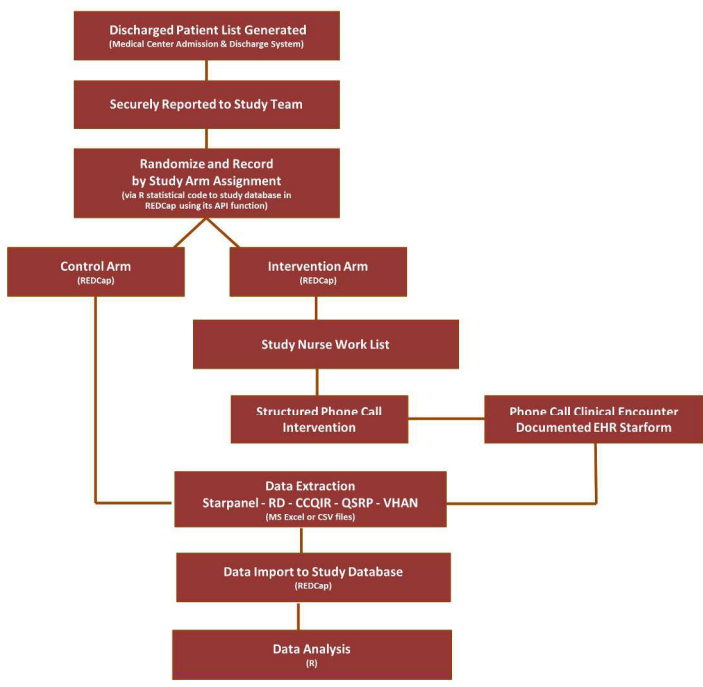 Discharged Patient List Generated
(Medical Center Admission & Discharge System)
Securely Reported to Study Team
Randomize and Record
by Study Arm Assignment
(via R statistical code to study database in
REDCap using its API function)
Control Arm
(REDCap)
Intervention Arm
(REDCap)
Study Nurse Work List
Structured Phone Call
Intervention
Phone Call Clinical Encounter
Documented EHR Starform
Data Extraction
Starpanel - RD - CCQIR - QSRP - VHAN
(MS Excel or CSV files)
Data Import to Study Database
(REDCap)
Data Analysis
(R)